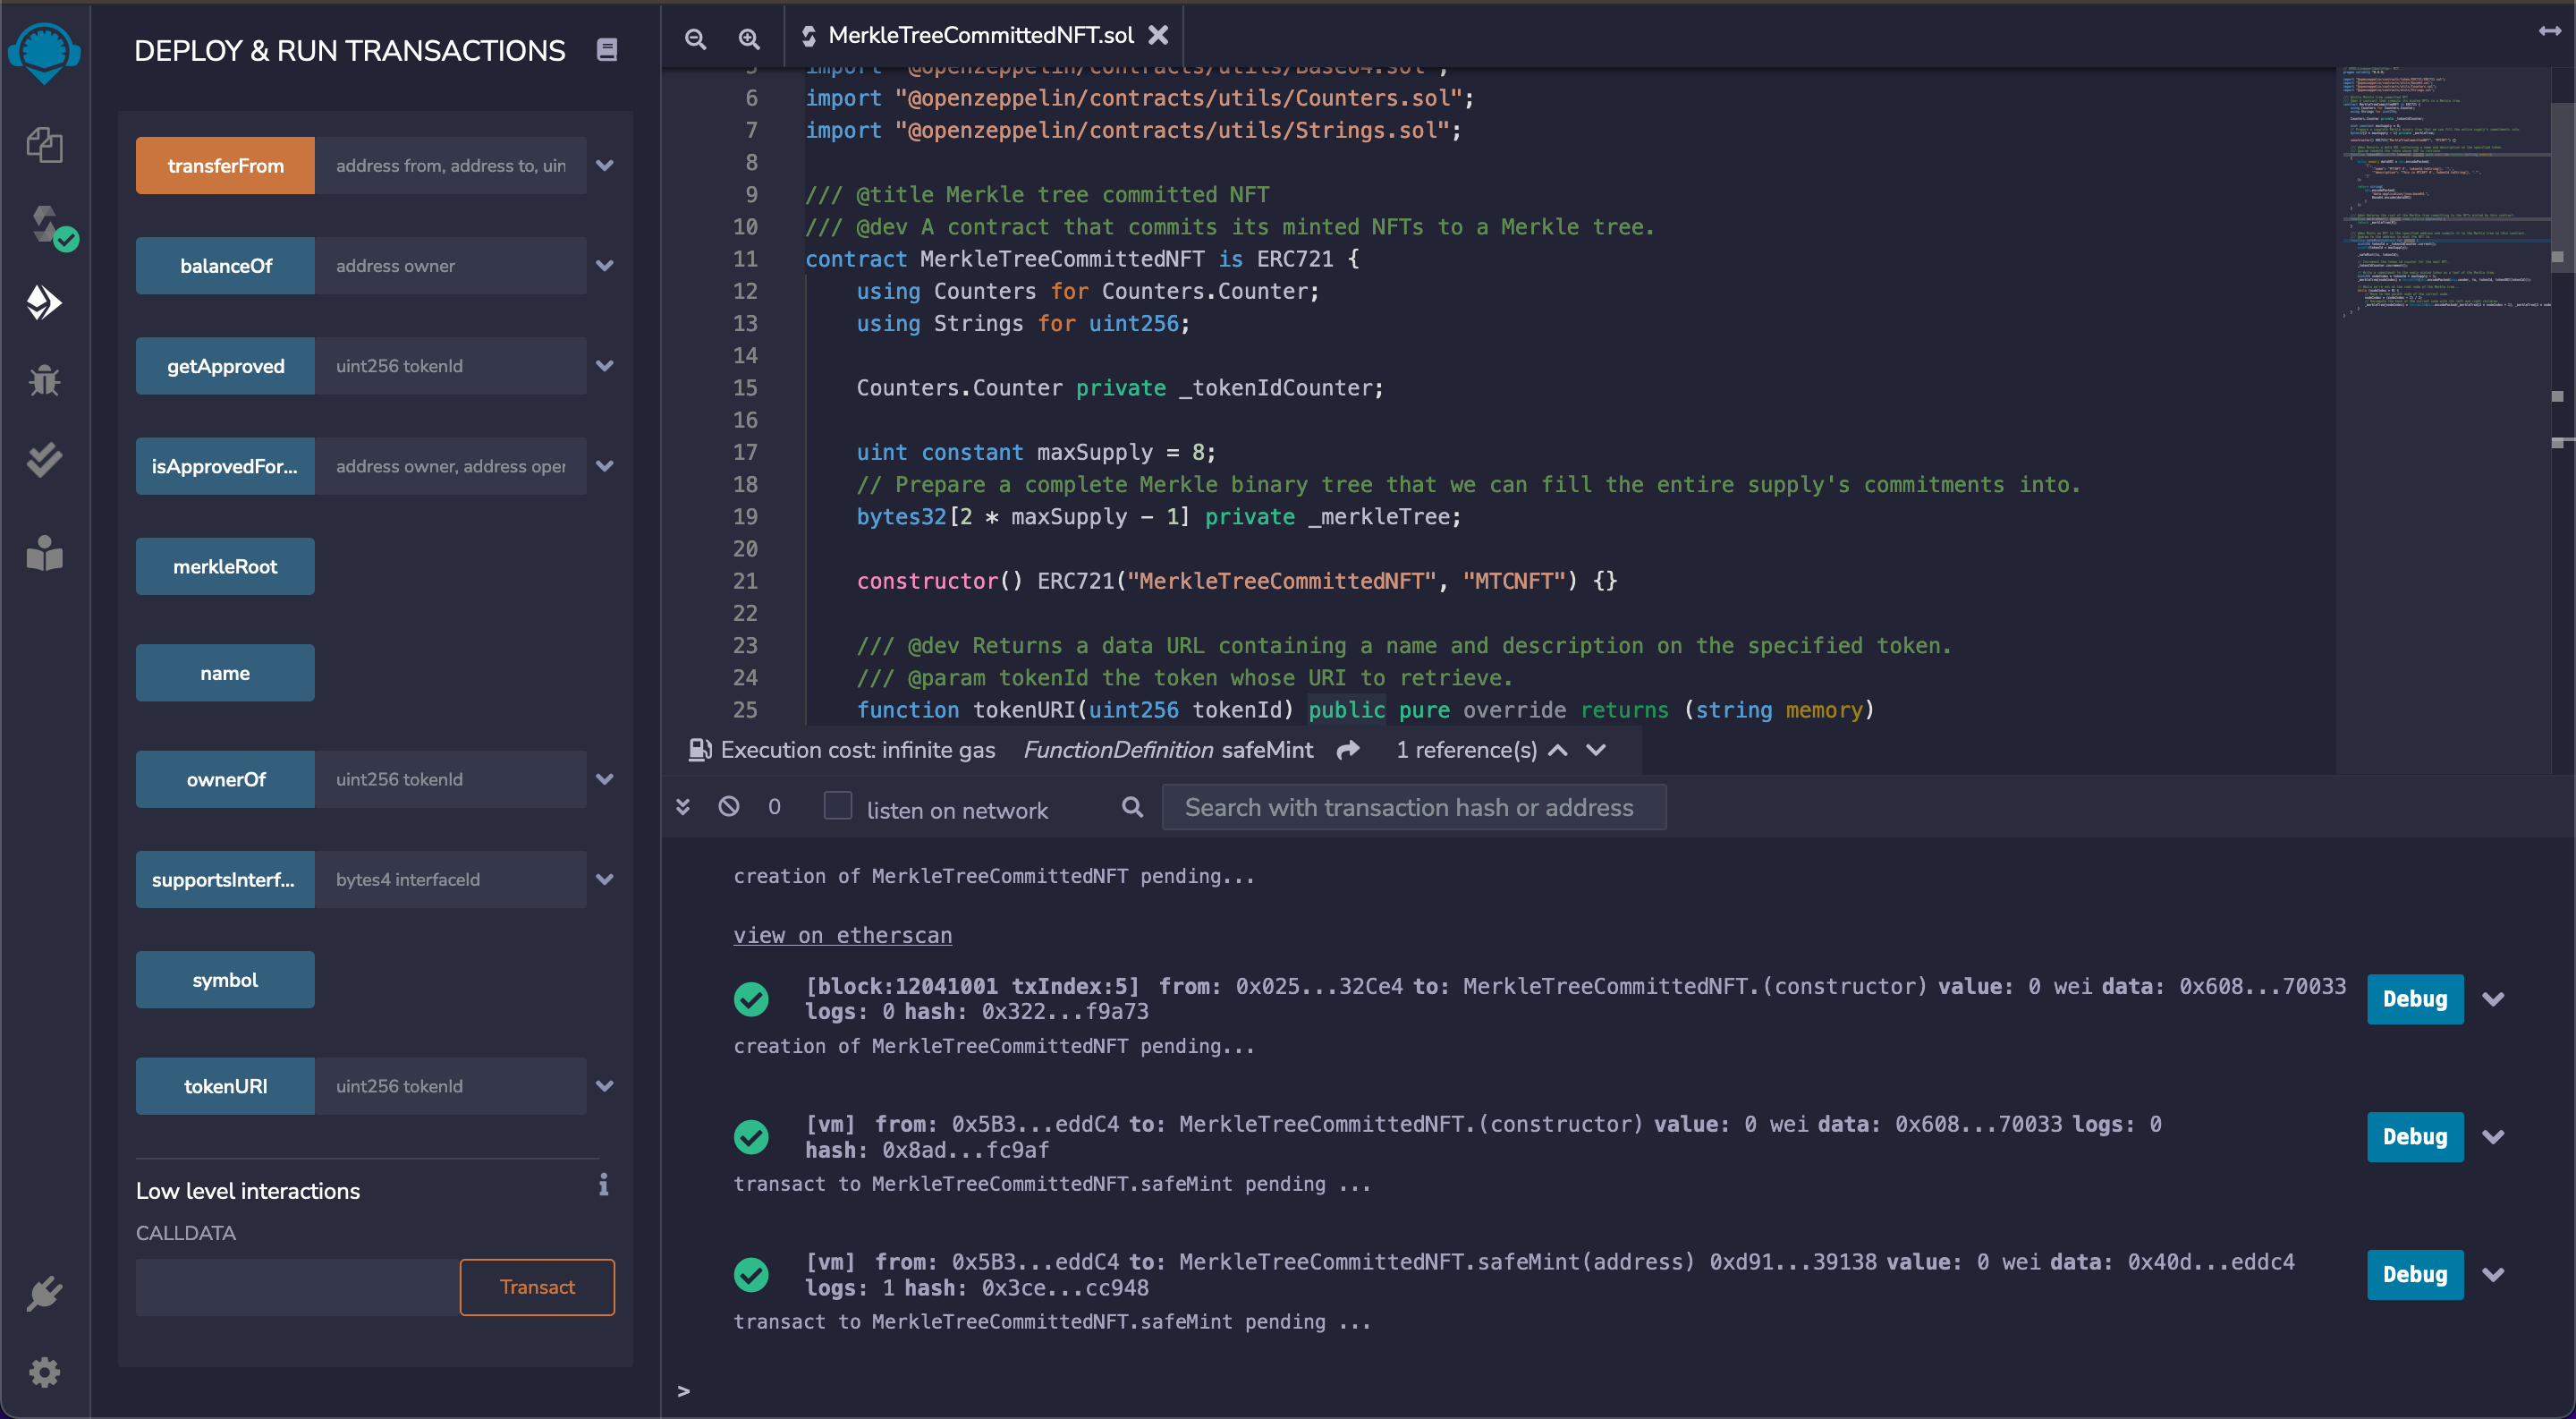 DEPLOY & RUN TRANSACTIONS
transferFrom address from, address to, uin
balanceOf address owner
getApproved uint256 tokenId
isApprovedFor... address owner, address oper
merkleRoot
name
ownerOf uint256 tokenId
supportsInterf... bytes4 interfaceId
symbol
tokenURI uint256 tokenId
Low level interactions
CALLDATA
Transact
MerkleTreeCommittedNFT.sol
5 import "@openzeppelin/contracts/utils/Base64.sol";
6 import "@openzeppelin/contracts/utils/Counters.sol";
7 import "@openzeppelin/contracts/utils/Strings.sol";
8
9 /// @title Merkle tree committed NFT
10 /// @dev A contract that commits its minted NFTs to a Merkle tree.
11 contract MerkleTreeCommittedNFT is ERC721 {
12 using Counters for Counters.Counter;
13 using Strings for uint256;
14
15 Counters.Counter private _tokenIdCounter;
16
17 uint constant maxSupply = 8;
18 // Prepare a complete Merkle binary tree that we can fill the entire supply's commitments into.
19 bytes32[2 * maxSupply - 1] private _merkleTree;
20
21 constructor() ERC721("MerkleTreeCommittedNFT", "MTCNFT") {}
22
23 /// @dev Returns a data URL containing a name and description on the specified token.
24 /// @param tokenId the token whose URI to retrieve.
25 function tokenURI(uint256 tokenId) public pure override returns (string memory)
Execution cost: infinite gas FunctionDefinition safeMint 1 reference(s)
0 listen on network Search with transaction hash or address
creation of MerkleTreeCommittedNFT pending...
view on etherscan
[block:12041001 txIndex:5] from: 0x025...32Ce4 to: MerkleTreeCommittedNFT.(constructor) value: 0 wei data: 0x608...70033
logs: 0 hash: 0x322...f9a73
Debug
creation of MerkleTreeCommittedNFT pending...
[vm] from: 0x5B3...eddC4 to: MerkleTreeCommittedNFT.(constructor) value: 0 wei data: 0x608...70033 logs: 0
hash: 0x8ad...fc9af
Debug
transact to MerkleTreeCommittedNFT.safeMint pending ...
[vm] from: 0x5B3...eddC4 to: MerkleTreeCommittedNFT.safeMint(address) 0xd91...39138 value: 0 wei data: 0x40d...eddc4
logs: 1 hash: 0x3ce...cc948
Debug
transact to MerkleTreeCommittedNFT.safeMint pending ...
>